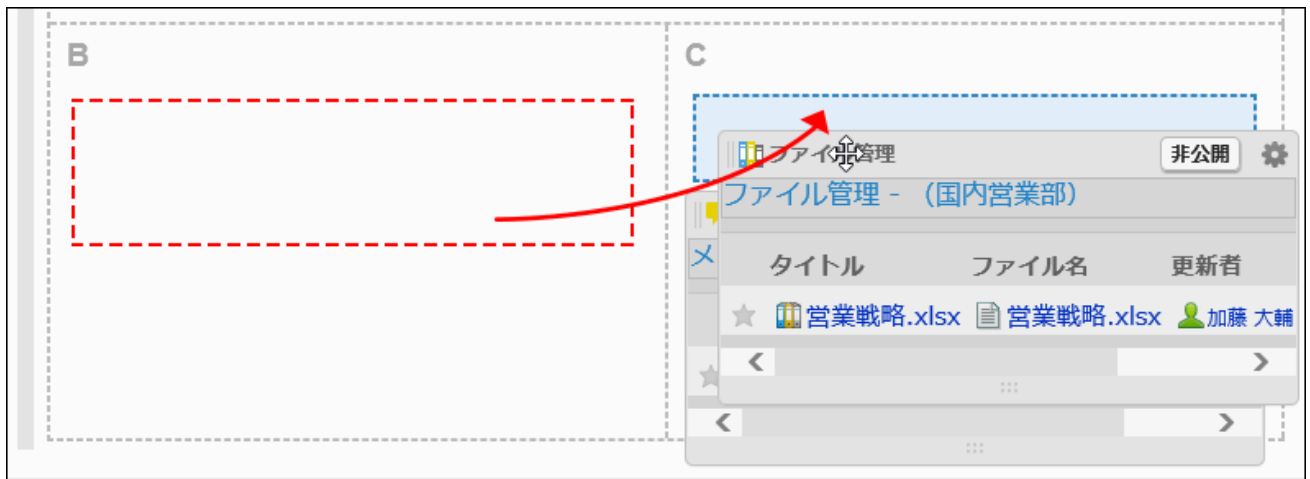 B
C
ファイル管理
非公開
ファイル管理 - （国内営業部）
メ
タイトル ファイル名 更新者
営業戦略.xlsx 営業戦略.xlsx 加藤 大輔